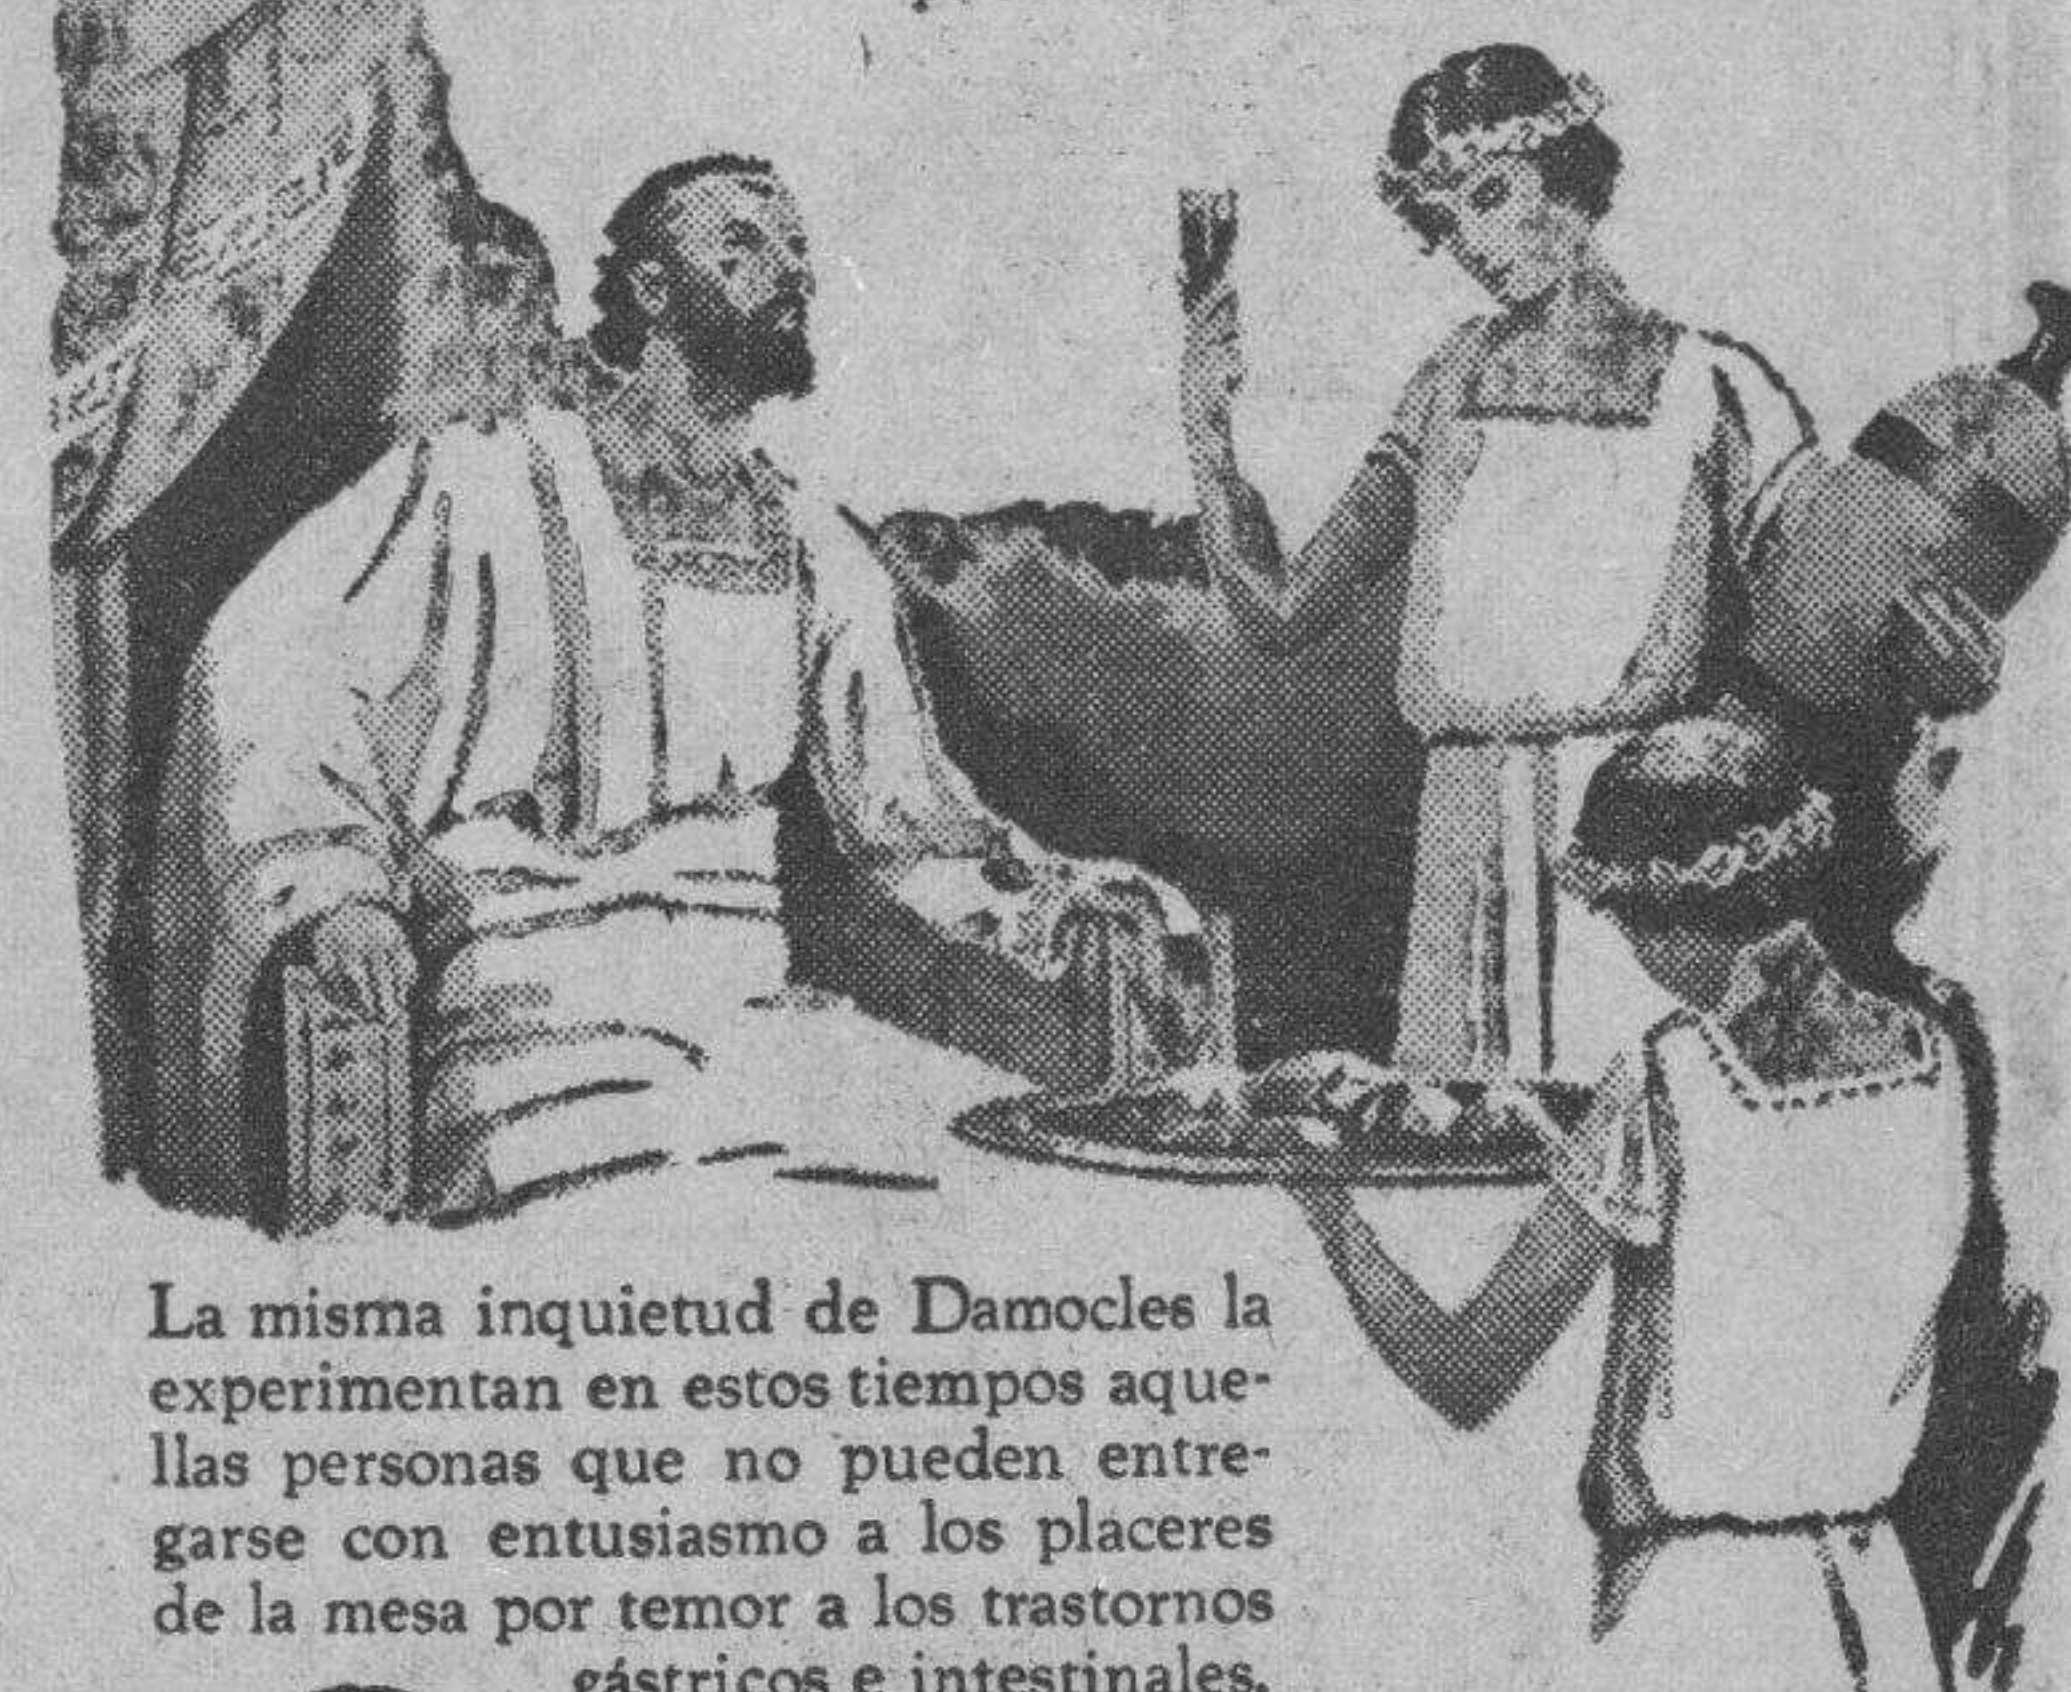 La misma inquietud de Damocles la
experimentan en estos tiempos aque-
llas personas que no pueden entre-
garse con entusiasmo a los placeres
de la mesa por temor a los trastornos
gástricos e intestinales.